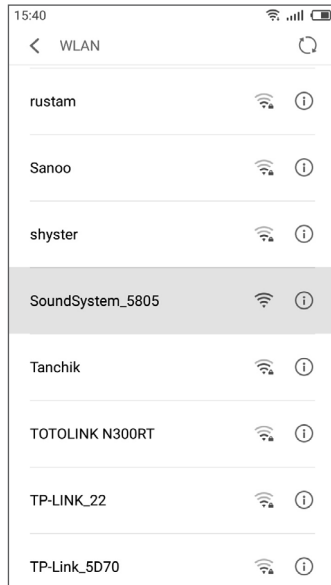 15:40
WLAN
rustam
Sanoo
shyster
SoundSystem_5805
Tanchik
TOTOLINK N300RT
TP-LINK_22
TP-Link_5D70